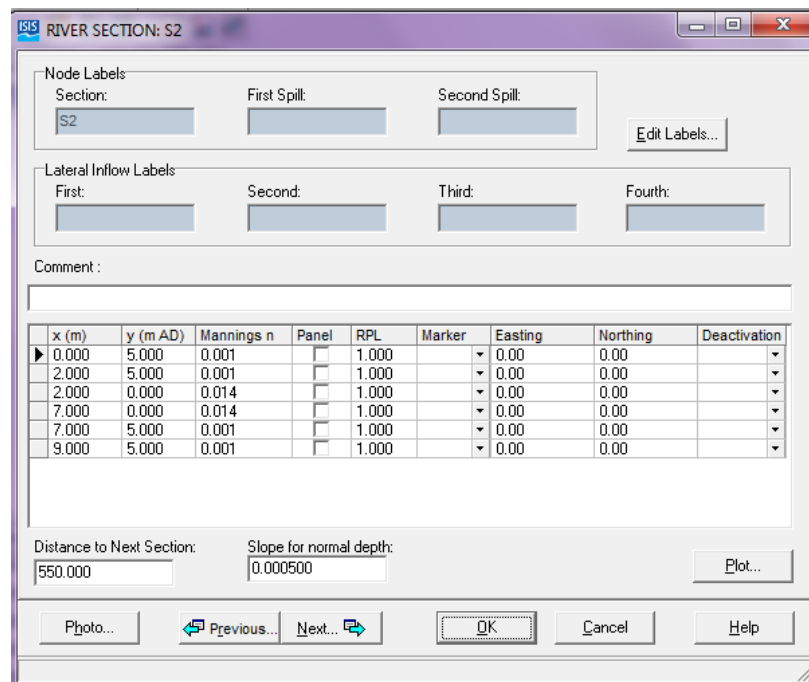 ISIS RIVER SECTION: S2
Node Labels
Section: First Spill: Second Spill:
S2
Edit Labels...
Lateral Inflow Labels
First: Second: Third: Fourth:
Comment :
x (m) y (m AD) Mannings n Panel RPL Marker Easting Northing Deactivation
0.000 5.000 0.001 1.000 0.00 0.00
2.000 5.000 0.001 1.000 0.00 0.00
2.000 0.000 0.014 1.000 0.00 0.00
7.000 0.000 0.014 1.000 0.00 0.00
7.000 5.000 0.001 1.000 0.00 0.00
9.000 5.000 0.001 1.000 0.00 0.00
Distance to Next Section: Slope for normal depth:
550.000 0.000500
Plot...
Photo... Previous... Next... OK Cancel Help